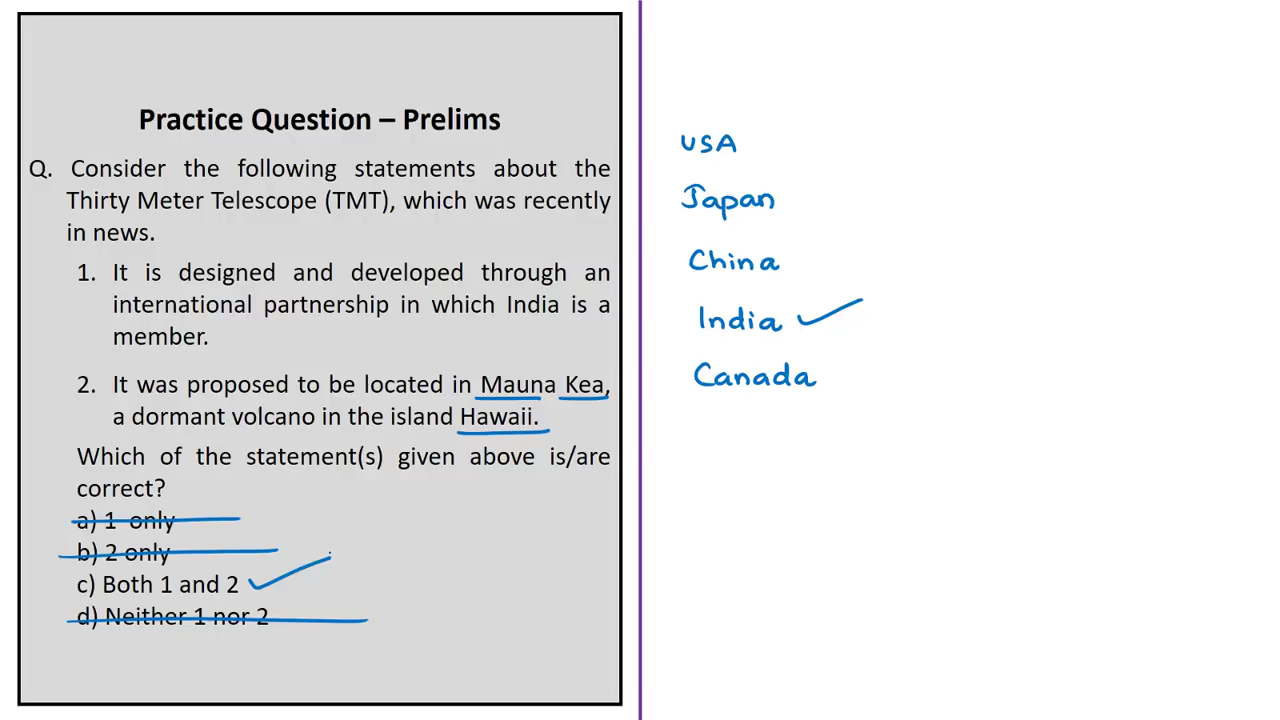 Practice Question – Prelims
Q. Consider the following statements about the
Thirty Meter Telescope (TMT), which was recently
in news.
1. It is designed and developed through an
international partnership in which India is a
member.
2. It was proposed to be located in Mauna Kea,
a dormant volcano in the island Hawaii.
Which of the statement(s) given above is/are
correct?
a) 1 only
b) 2 only
c) Both 1 and 2
d) Neither 1 nor 2
USA
Japan
China
India
Canada